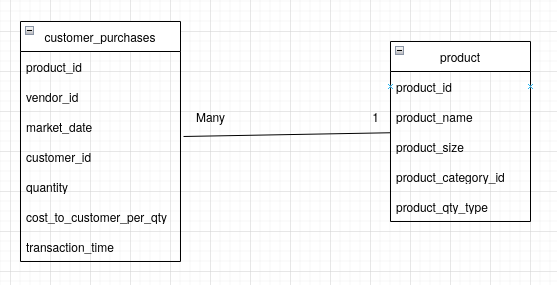 customer_purchases
product_id
vendor_id
market_date
customer_id
quantity
cost_to_customer_per_qty
transaction_time
Many
1
product
product_id
product_name
product_size
product_category_id
product_qty_type